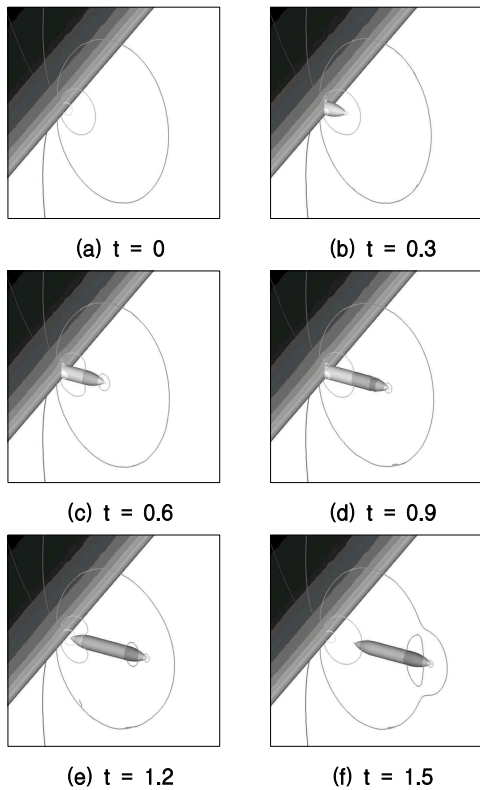 (a) t = 0
(b) t = 0.3
(c) t = 0.6
(d) t = 0.9
(e) t = 1.2
(f) t = 1.5